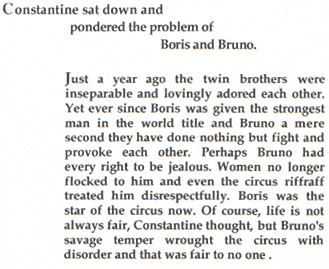 Constantine sat down and
pondered the problem of
Boris and Bruno.
Just a year ago the twin brothers were
inseparable and lovingly adored each other.
Yet ever since Boris was given the strongest
man in the world title and Bruno a mere
second they have done nothing but fight and
provoke each other. Perhaps Bruno had
every right to be jealous. Women no longer
flocked to him and even the circus riffraff
treated him disrespectfully. Boris was the
star of the circus now. Of course, life is not
always fair, Constantine thought, but Bruno's
savage temper wrought the circus with
disorder and that was fair to no one .